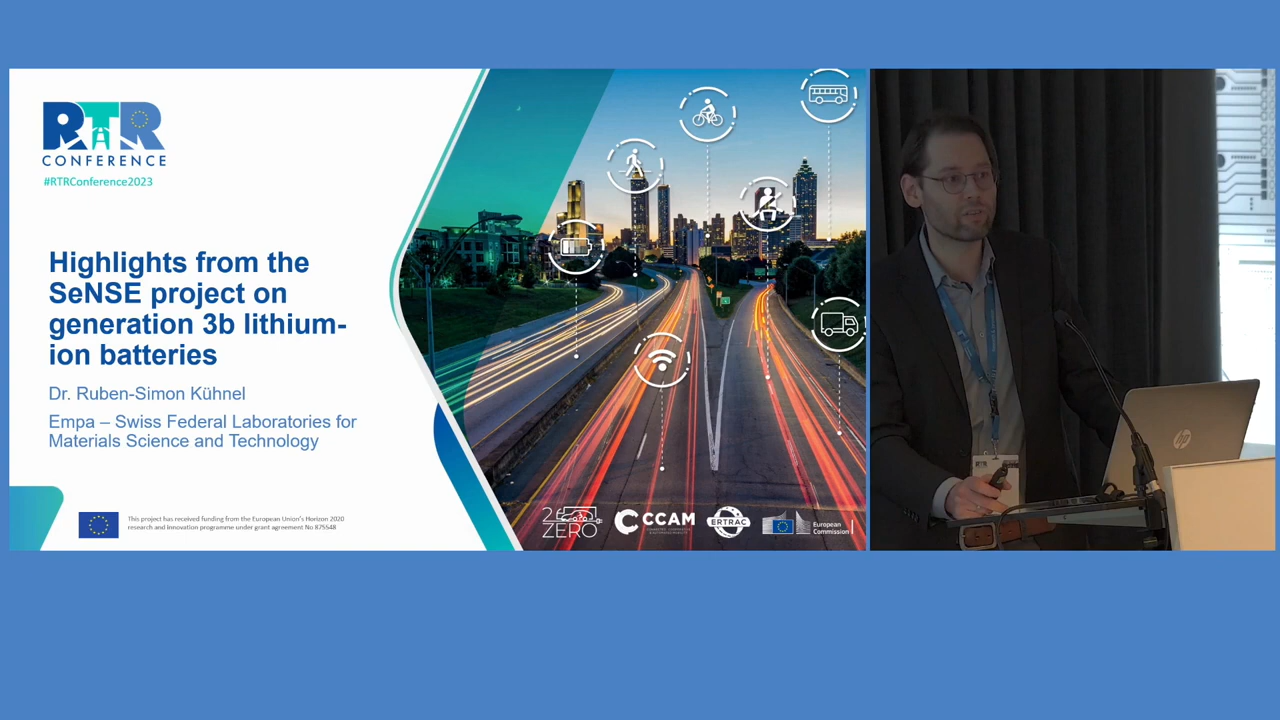 RTR
CONFERENCE
#RTRConference2023
Highlights from the
SeNSE project on
generation 3b lithium-
ion batteries
Dr. Ruben-Simon Kühnel
Empa – Swiss Federal Laboratories for
Materials Science and Technology
This project has received funding from the European Union's Horizon 2020
research and Innovation programme under grant agreement No 875548
2ZERO
CCAM
ERTRAC
European
Commission
hp
RTR